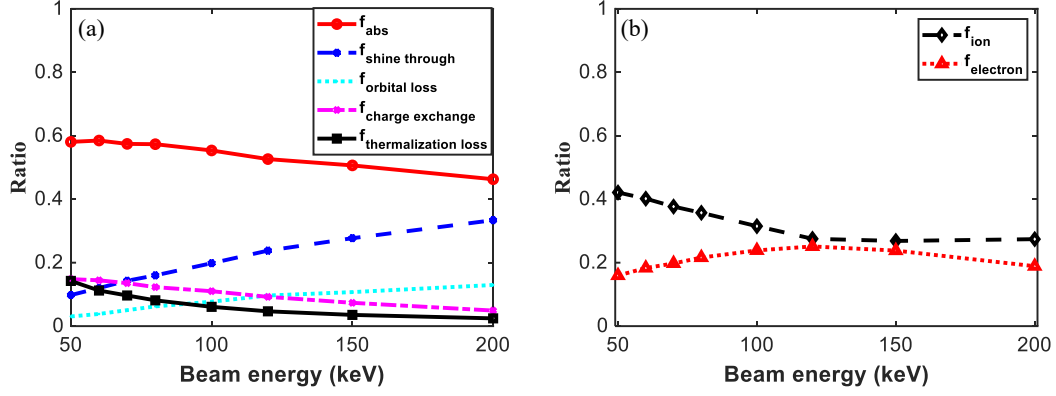 (a)
f_abs
f_shine through
f_orbital loss
f_charge exchange
f_thermalization loss
1
0.8
0.6
0.4
0.2
0
Ratio
50
100
150
200
Beam energy (keV)
(b)
f_ion
f_electron
1
0.8
0.6
0.4
0.2
0
Ratio
50
100
150
200
Beam energy (keV)